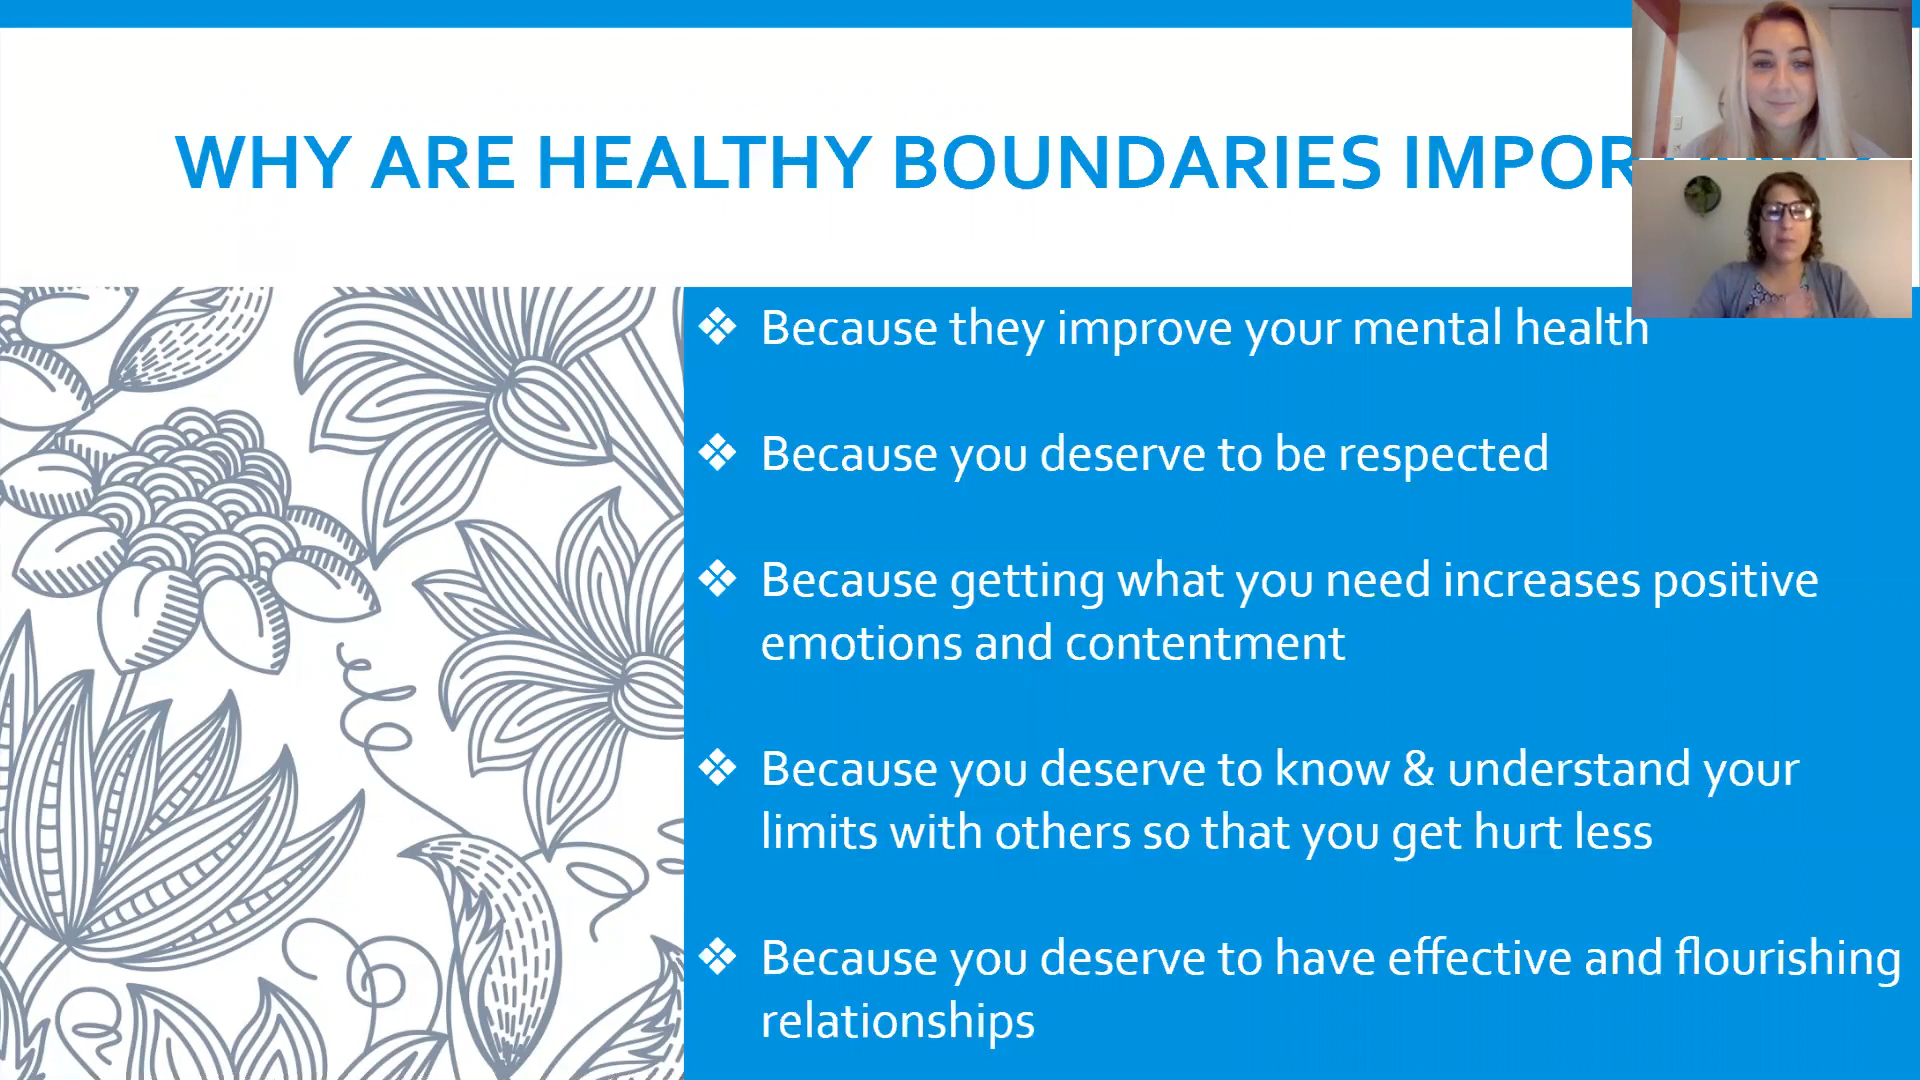 WHY ARE HEALTHY BOUNDARIES
Because they improve your mental health
Because you deserve to be respected
Because getting what you need increases positive
emotions and contentment
Because you deserve to know & understand your
limits with others so that you get hurt less
Because you deserve to have effective and flourishing
relationships